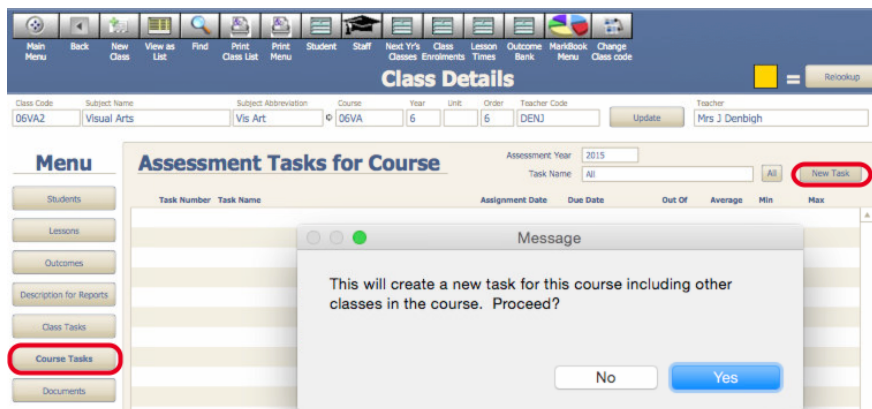 Main Menu Back New Class View as List Find Print Class List Print Menu Student Staff Next Yr's Classes Class Enrolments Lesson Times Outcome Bank MarkBook Menu Change Class code
Class Details
= Relookup
Class Code Subject Name Subject Abbreviation Course Year Unit Order Teacher Code Teacher
06VA2 Visual Arts Vis Art 06VA 6 6 DENJ Update Mrs J Denbigh
Menu
Assessment Tasks for Course
Assessment Year 2015
Task Name All All New Task
Students
Task Number Task Name Assignment Date Due Date Out Of Average Min Max
Lessons
Outcomes
Description for Reports
Class Tasks
Course Tasks
Documents
Message
This will create a new task for this course including other
classes in the course. Proceed?
No Yes